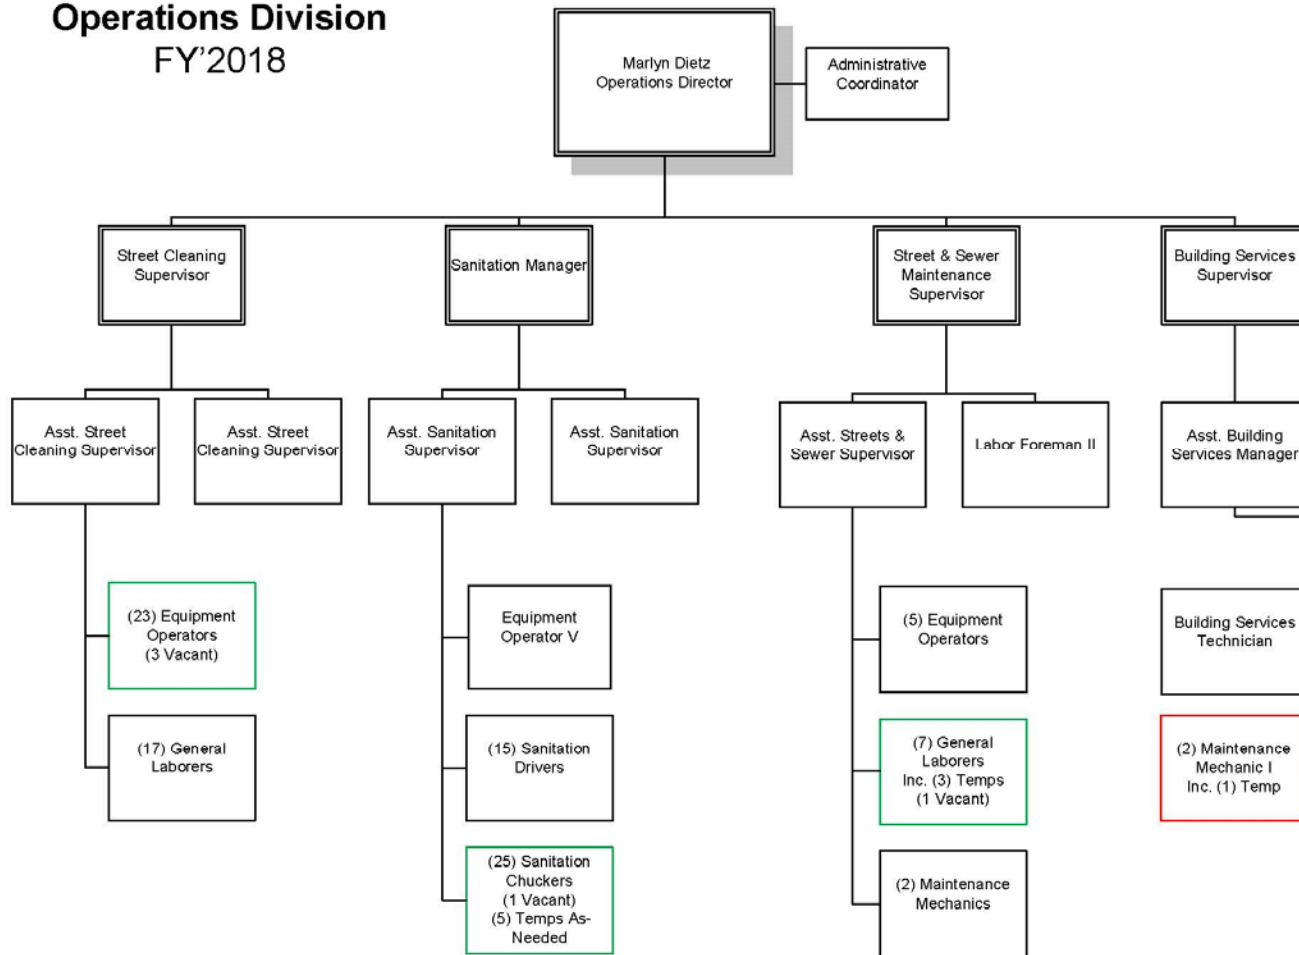 Operations Division
FY'2018
Marlyn Dietz
Operations Director
Administrative
Coordinator
Street Cleaning
Supervisor
Sanitation Manager
Street & Sewer
Maintenance
Supervisor
Building Services
Supervisor
Asst. Street
Cleaning Supervisor
Asst. Street
Cleaning Supervisor
Asst. Sanitation
Supervisor
Asst. Sanitation
Supervisor
Asst. Streets &
Sewer Supervisor
Labor Foreman II
Asst. Building
Services Manager
(23) Equipment
Operators
(3 Vacant)
Equipment
Operator V
(5) Equipment
Operators
Building Services
Technician
(17) General
Laborers
(15) Sanitation
Drivers
(7) General
Laborers
Inc. (3) Temps
(1 Vacant)
(2) Maintenance
Mechanic I
Inc. (1) Temp
(25) Sanitation
Chuckers
(1 Vacant)
(5) Temps As-
Needed
(2) Maintenance
Mechanics